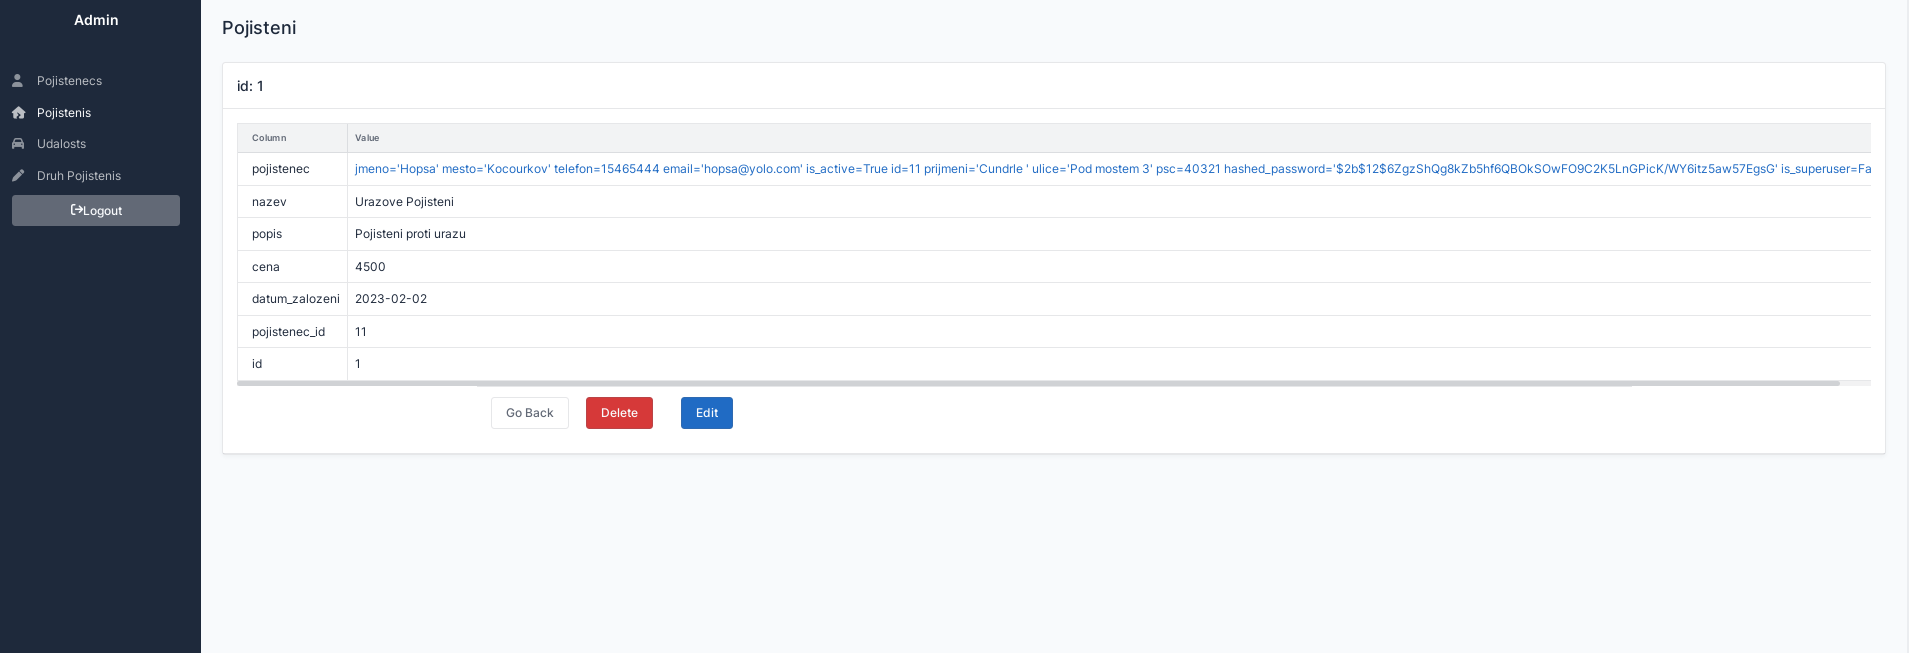 Admin
Pojistenecs
Pojistenis
Udalosts
Druh Pojistenis
Logout
Pojisteni
id: 1
Column Value
pojistenec jmeno='Hopsa' mesto='Kocourkov' telefon=15465444 email='hopsa@yolo.com' is_active=True id=11 prijmeni='Cundrle ' ulice='Pod mostem 3' psc=40321 hashed_password='$2b$12$6ZgzShQg8kZb5hf6QBOkSOwFO9C2K5LnGPicK/WY6itz5aw57EgsG' is_superuser=Fa
nazev Urazove Pojisteni
popis Pojisteni proti urazu
cena 4500
datum_zalozeni 2023-02-02
pojistenec_id 11
id 1
Go Back Delete Edit